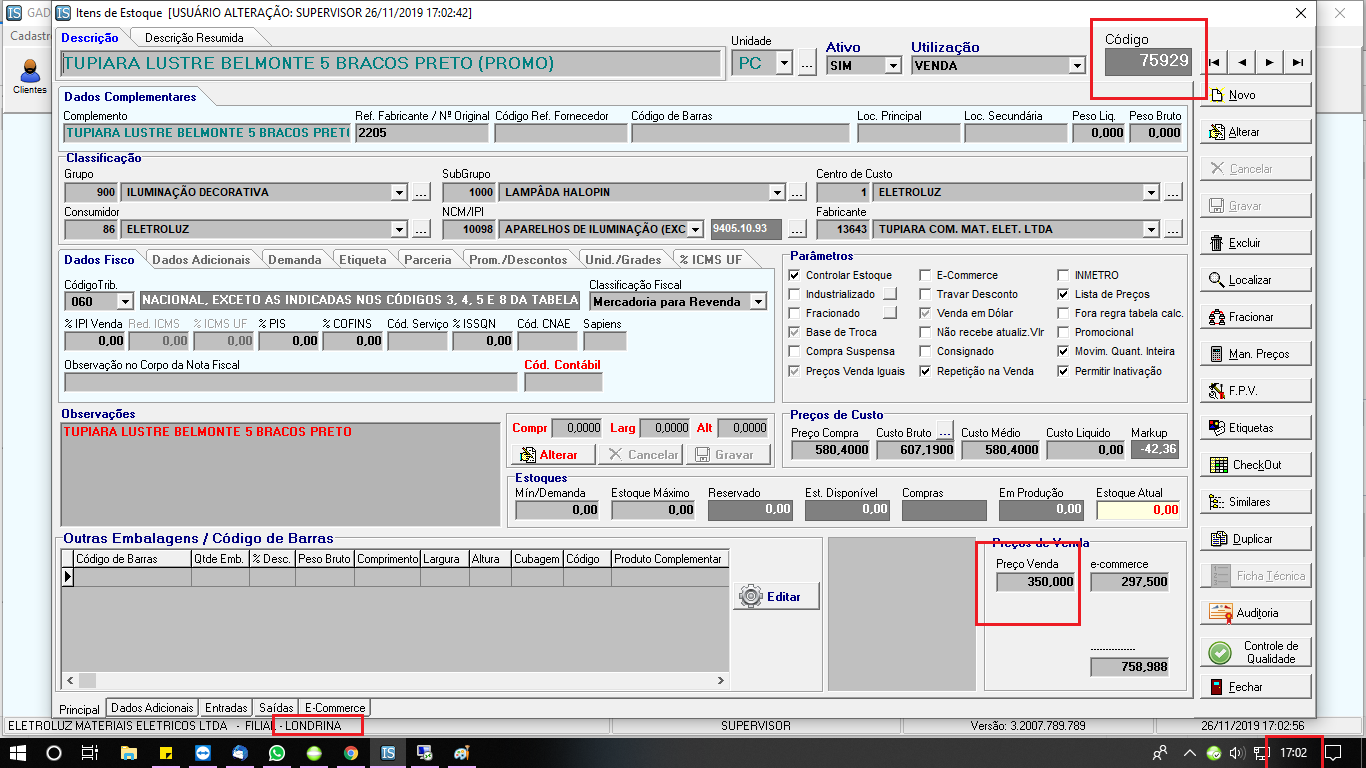 GAD
Itens de Estoque [USUÁRIO ALTERAÇÃO: SUPERVISOR 26/11/2019 17:02:42]
Cadastro
Clientes
Descrição
Descrição Resumida
TUPIARA LUSTRE BELMONTE 5 BRACOS PRETO (PROMO)
Unidade
PC
...
Ativo
SIM
Utilização
VENDA
Código
75929
Dados Complementares
Complemento Ref. Fabricante / Nº Original Código Ref. Fornecedor Código de Barras Loc. Principal Loc. Secundária Peso Liq. Peso Bruto
TUPIARA LUSTRE BELMONTE 5 BRACOS PRET( 2205 0,000 0,000
Classificação
Grupo SubGrupo Centro de Custo
900 ILUMINAÇÃO DECORATIVA ... 1000 LAMPÂDA HALOPIN ... 1 ELETROLUZ ...
Consumidor NCM/IPI Fabricante
86 ELETROLUZ ... 10098 APARELHOS DE ILUMINAÇÃO (EXC 9405.10.93 ... 13643 TUPIARA COM. MAT. ELET. LTDA ...
Dados Fisco Dados Adicionais Demanda Etiqueta Parceria Prom./Descontos Unid./Grades % ICMS UF
CódigoTrib. Classificação Fiscal
060 NACIONAL, EXCETO AS INDICADAS NOS CÓDIGOS 3, 4, 5 E 8 DA TABELA Mercadoria para Revenda
% IPI Venda Red. ICMS % ICMS UF % PIS % COFINS Cód. Serviço % ISSQN Cód. CNAE Sapiens
0,00 0,00 0,00 0,00 0,00 0,00
Observação no Corpo da Nota Fiscal Cód. Contábil
Parâmetros
Controlar Estoque E-Commerce INMETRO
Industrializado Travar Desconto Lista de Preços
Fracionado Venda em Dólar Fora regra tabela calc.
Base de Troca Não recebe atualiz.Vlr Promocional
Compra Suspensa Consignado Movim. Quant. Inteira
Preços Venda Iguais Repetição na Venda Permitir Inativação
Observações
TUPIARA LUSTRE BELMONTE 5 BRACOS PRETO
Compr 0,0000 Larg 0,0000 Alt 0,0000
Alterar Cancelar Gravar
Preços de Custo
Preço Compra Custo Bruto ... Custo Médio Custo Liquido Markup
580,4000 607,1900 580,4000 0,00 -42,36
Estoques
Mín/Demanda Estoque Máximo Reservado Est. Disponível Compras Em Produção Estoque Atual
0,00 0,00 0,00 0,00 0,00 0,00
Outras Embalagens / Código de Barras
Código de Barras Qtde Emb. % Desc. Peso Bruto Comprimento Largura Altura Cubagem Código Produto Complementar
Editar
Preços de Venda
Preço Venda e-commerce
350,000 297,500
---------------
758,988
Novo
Alterar
Cancelar
Gravar
Excluir
Localizar
Fracionar
Man. Preços
F.P.V.
Etiquetas
CheckOut
Similares
Duplicar
Ficha Técnica
Auditoria
Controle de
Qualidade
Fechar
Principal Dados Adicionais Entradas Saídas E-Commerce
ELETROLUZ MATERIAIS ELETRICOS LTDA - FILIAL - LONDRINA SUPERVISOR Versão: 3.2007.789.789 26/11/2019 17:02:56
17:02